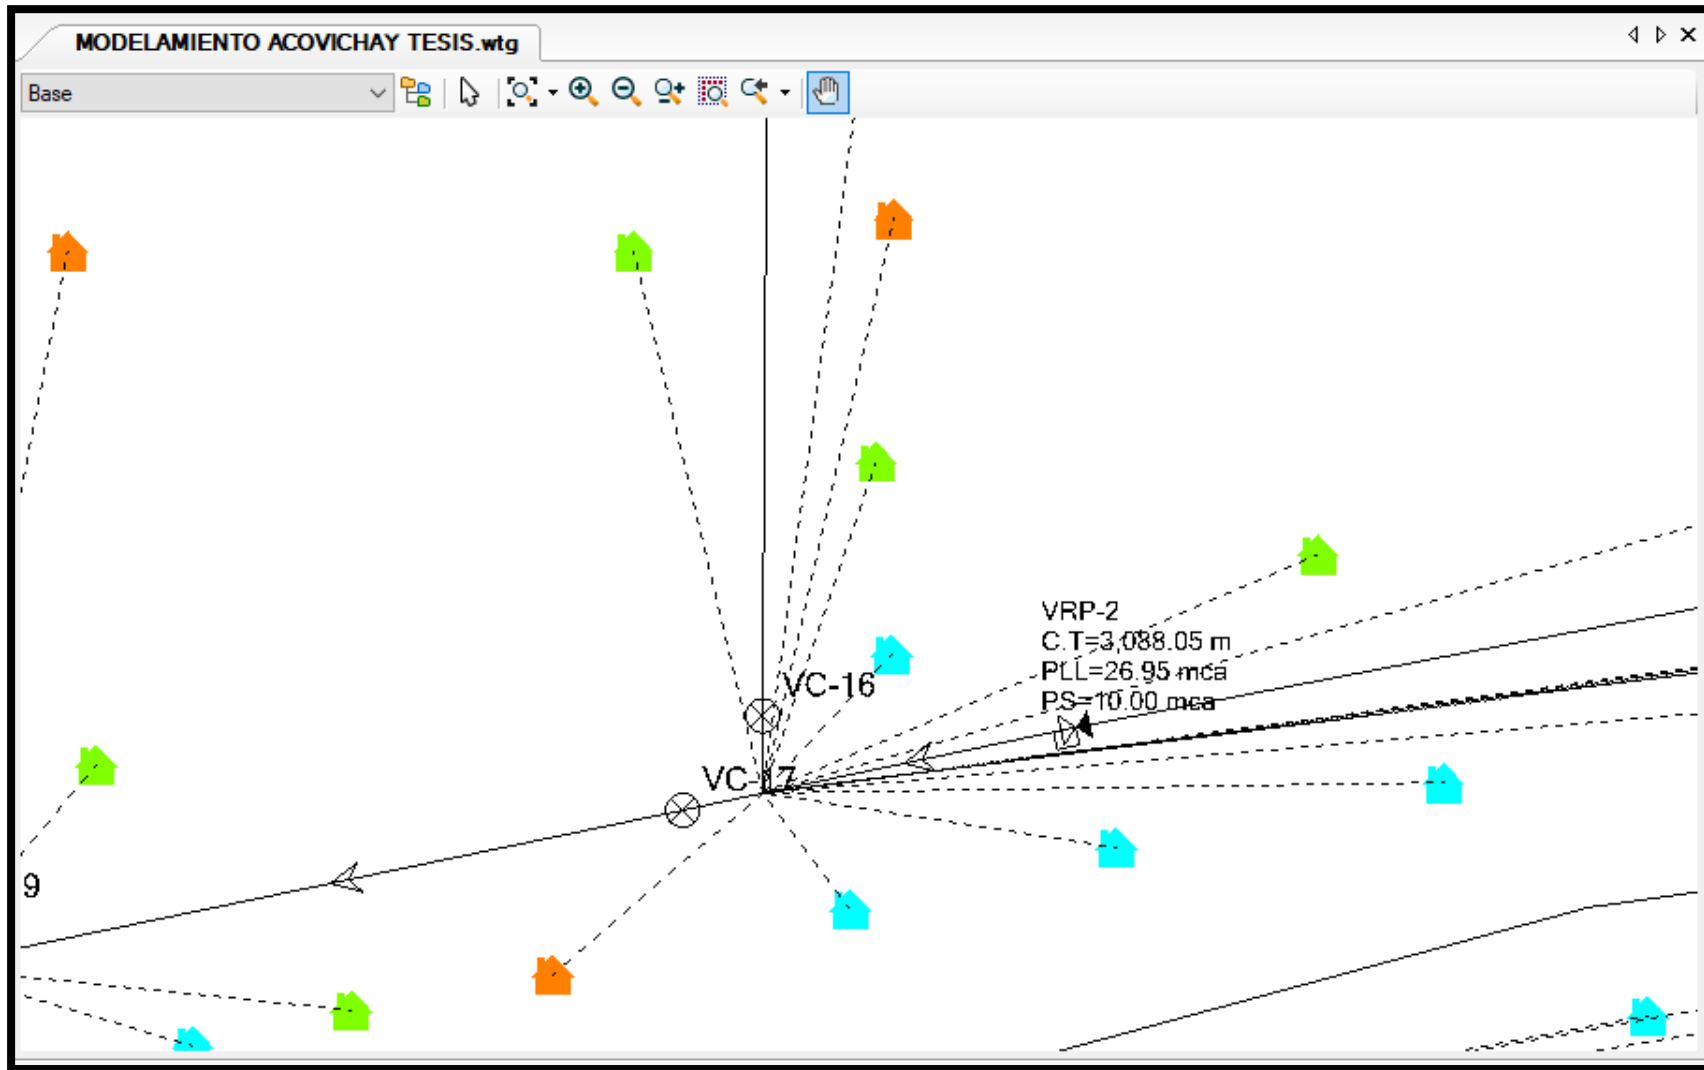 MODELAMIENTO ACOVICHAY TESIS.wtg
Base
VRP-2
C.T=3,088.05 m
PLL=26.95 mca
PS=10.00 mca
VC-16
VC-17
9